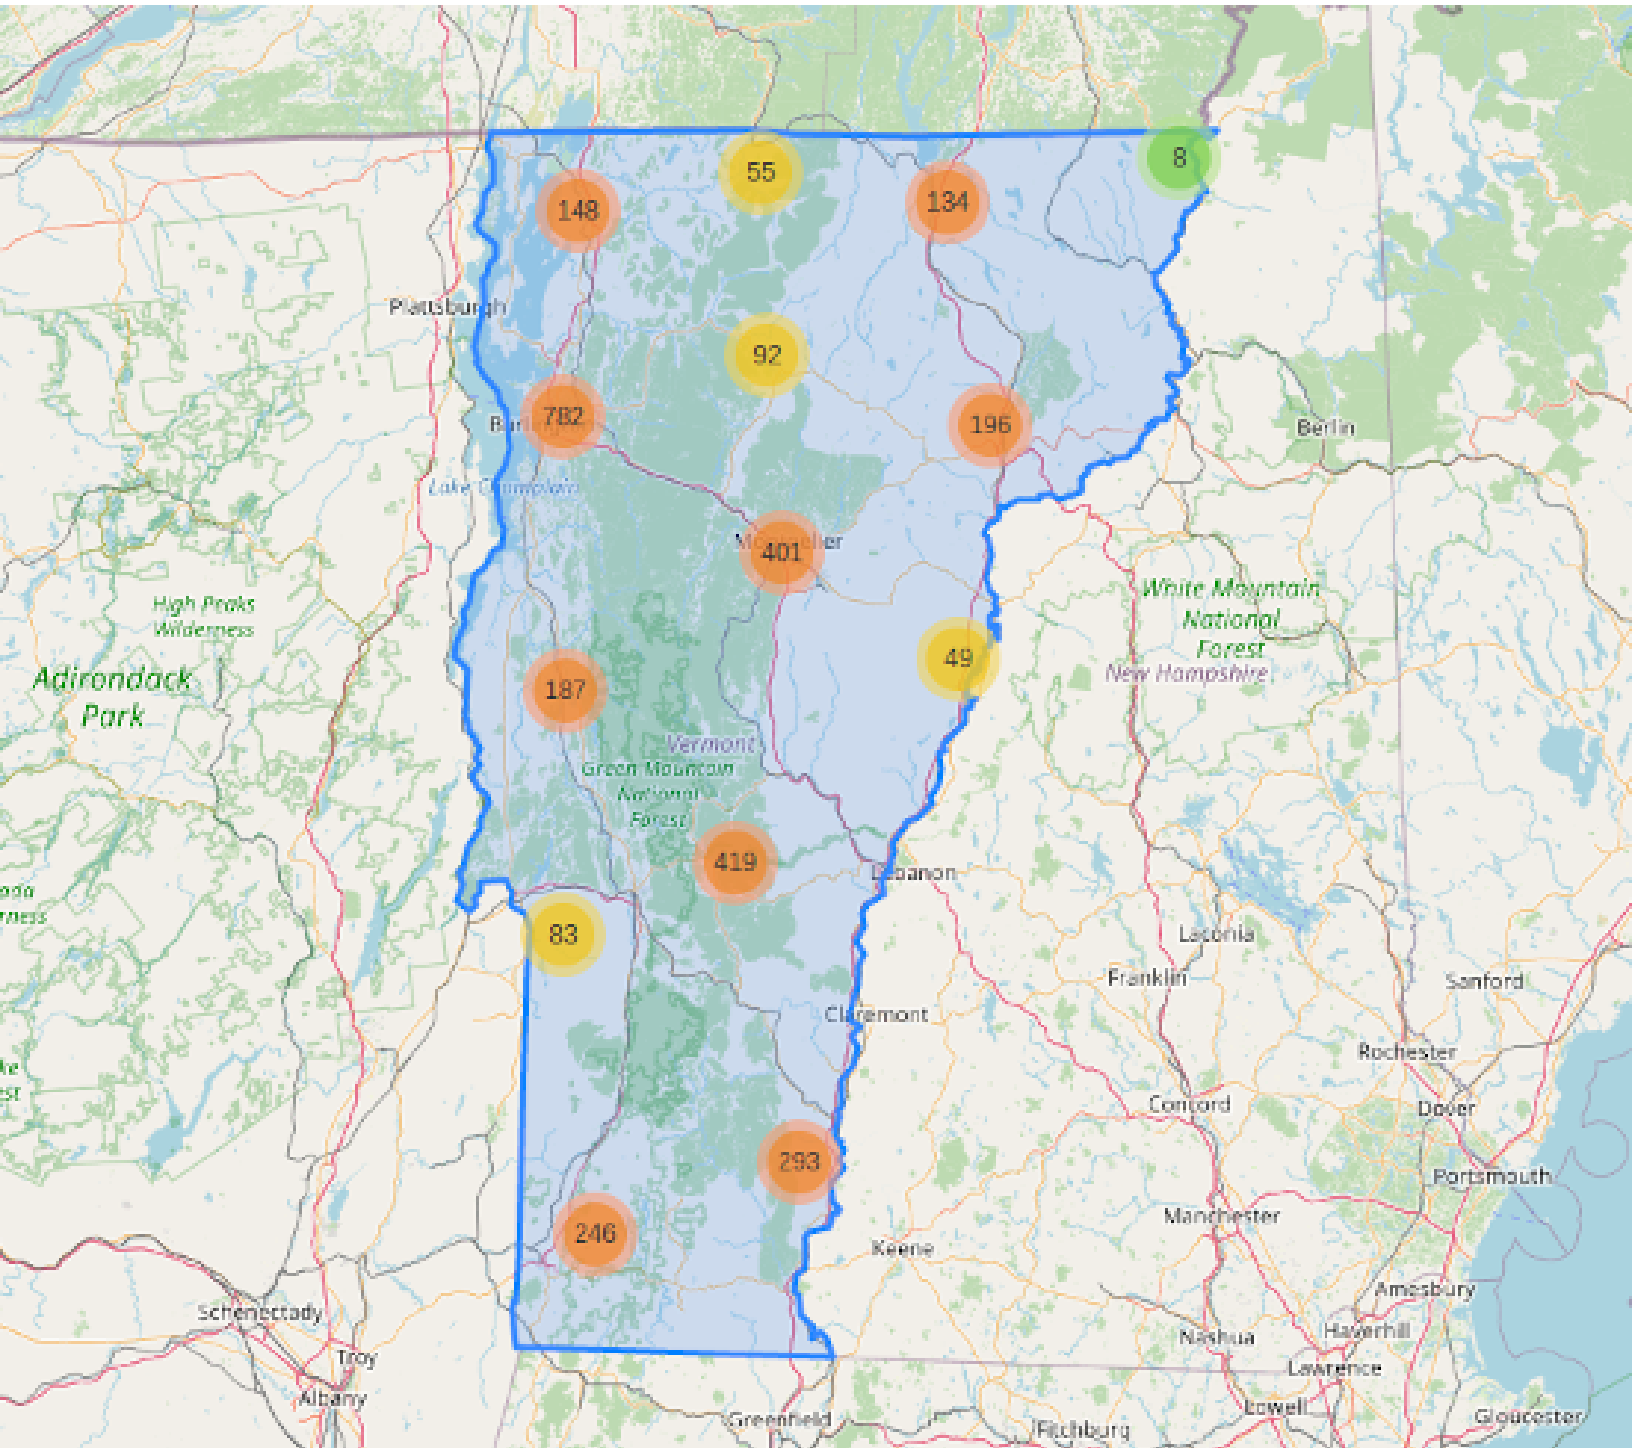 55
8
148
134
Plattsburgh
92
782
196
Berlin
Lake Champlain
401
High Peaks
Wilderness
White Mountain
National
Forest
New Hampshire
49
Adirondack
Park
187
Vermont
Green Mountain
National
Forest
419
Lebanon
83
Laconia
Franklin
Sanford
Claremont
Rochester
Concord
Dover
293
Portsmouth
246
Manchester
Keene
Amesbury
Schenectady
Nashua
Haverhill
Troy
Lawrence
Albany
Greenfield
Fitchburg
Lowell
Gloucester